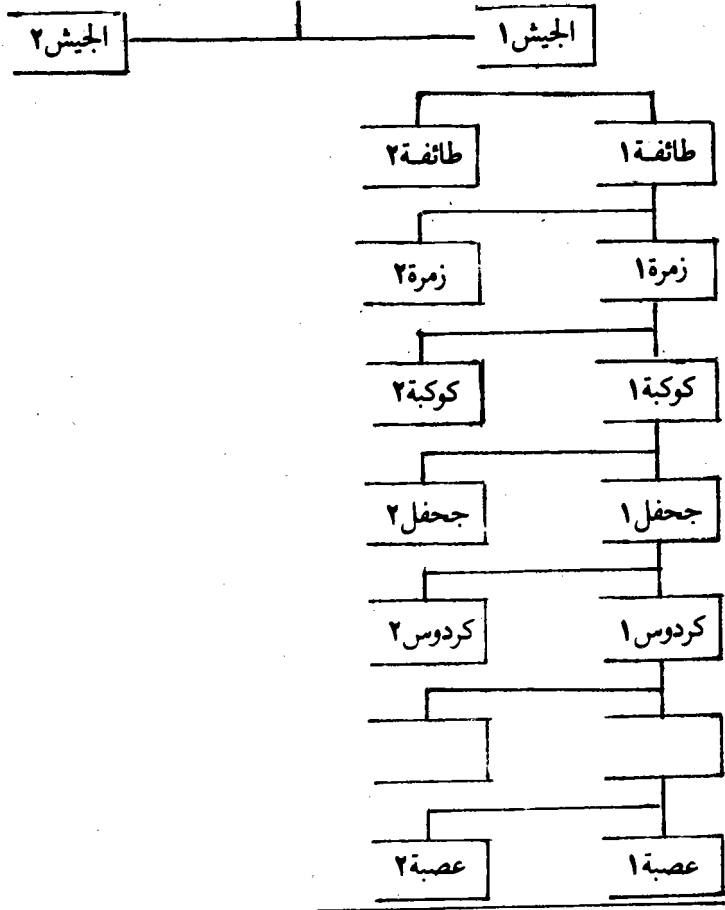 الجيش١ الجيش٢
طائفة١ طائفة٢
زمرة١ زمرة٢
كوكبة١ كوكبة٢
جحفل١ جحفل٢
كردوس١ كردوس٢
عصبة١ عصبة٢